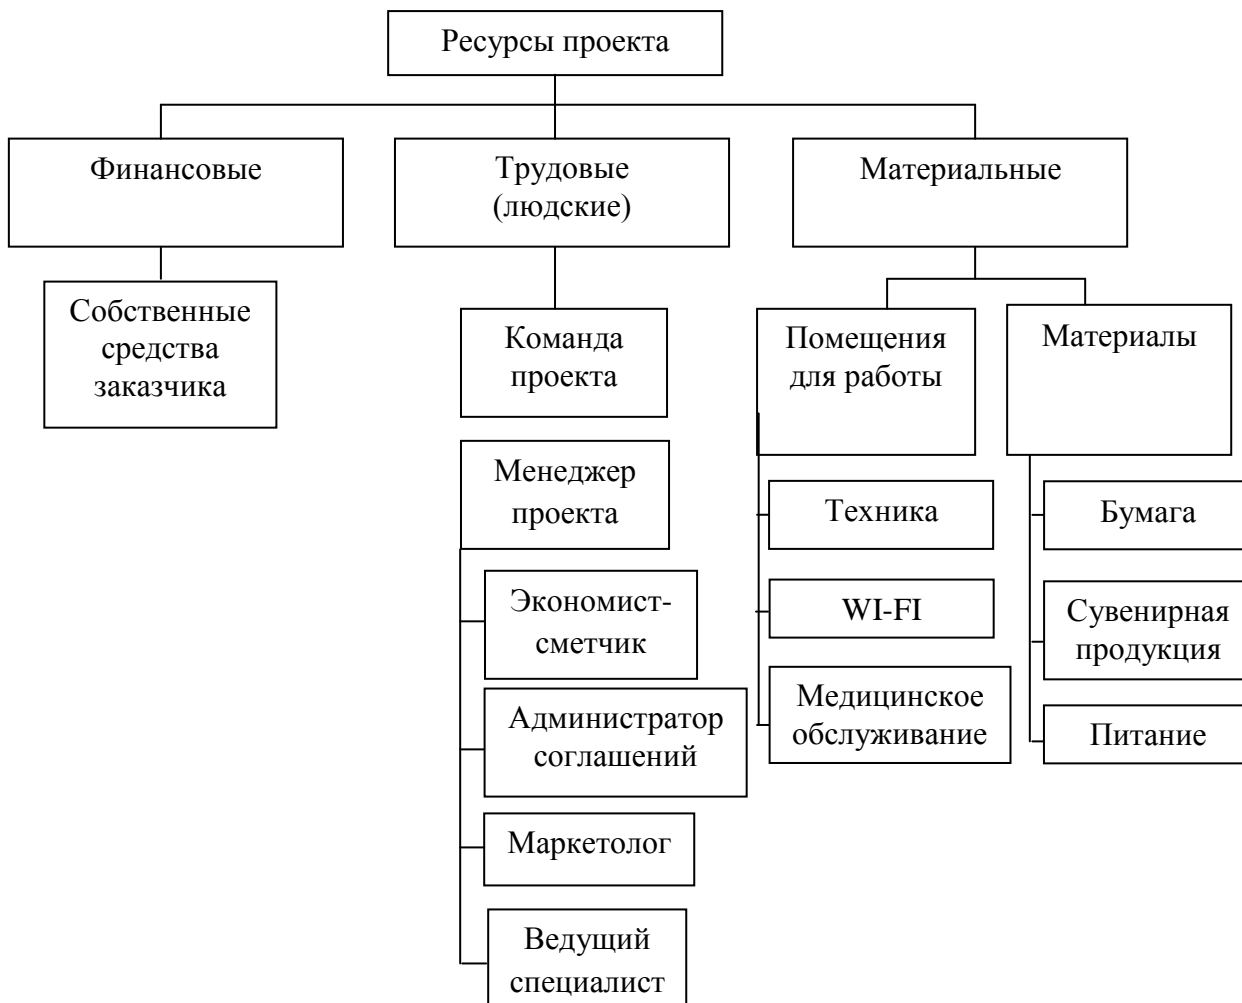 Ресурсы проекта
Финансовые
Трудовые
(людские)
Материальные
Собственные
средства
заказчика
Команда
проекта
Помещения
для работы
Материалы
Менеджер
проекта
Техника
Бумага
Экономист-
сметчик
WI-FI
Сувенирная
продукция
Администратор
соглашений
Медицинское
обслуживание
Питание
Маркетолог
Ведущий
специалист